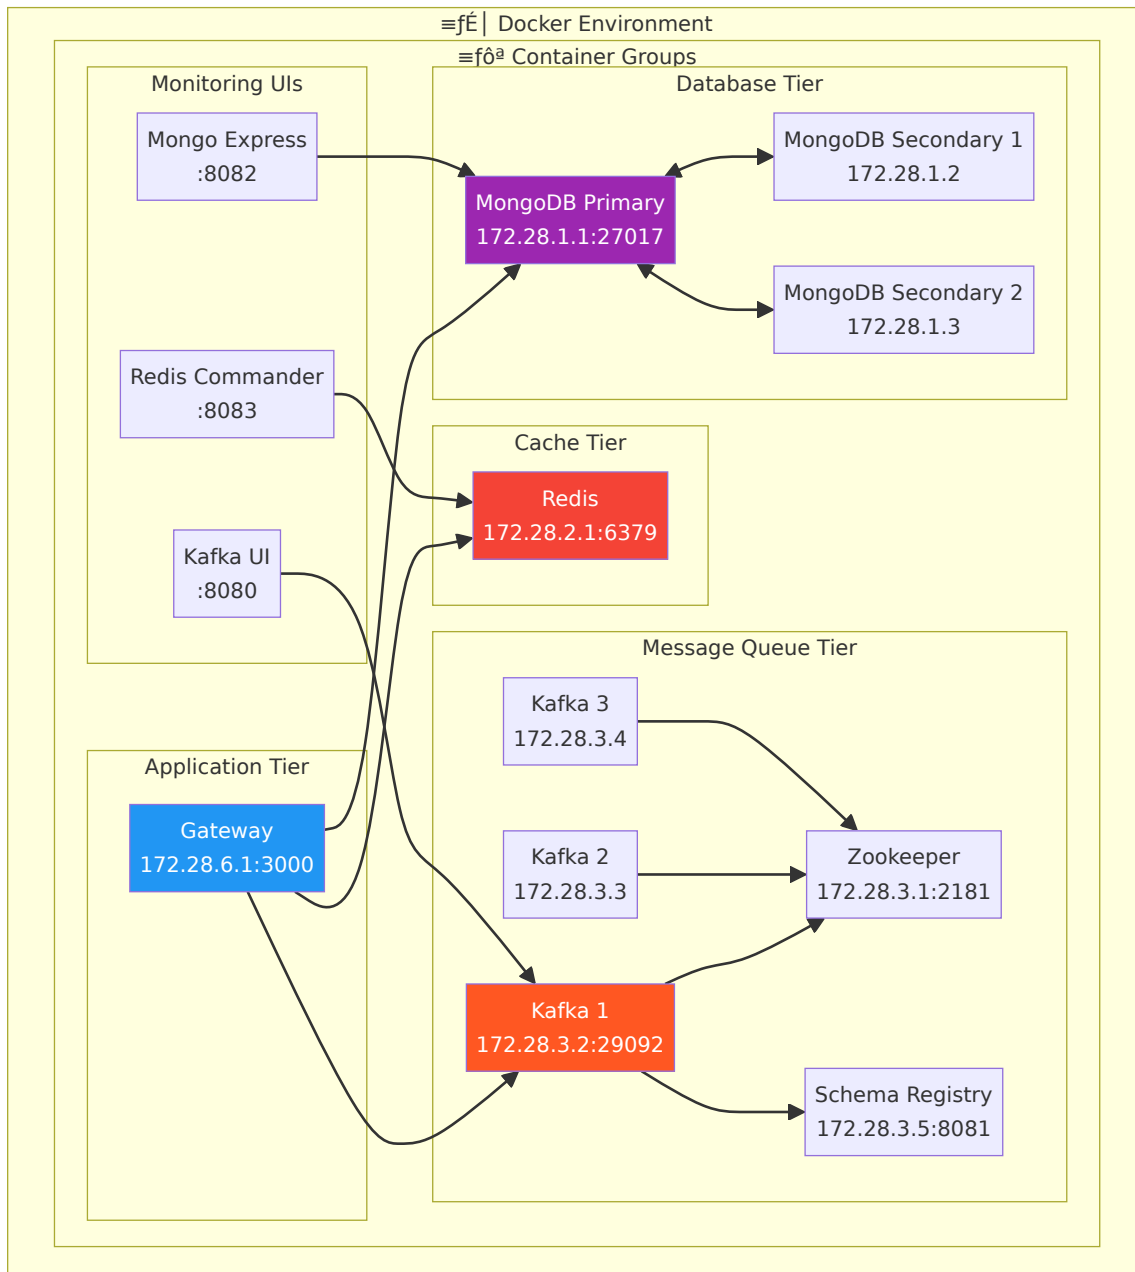 ≡ƒÉ│ Docker Environment
≡ƒôª Container Groups
Monitoring UIs
Mongo Express
:8082
Redis Commander
:8083
Kafka UI
:8080
Application Tier
Gateway
172.28.6.1:3000
Database Tier
MongoDB Primary
172.28.1.1:27017
MongoDB Secondary 1
172.28.1.2
MongoDB Secondary 2
172.28.1.3
Cache Tier
Redis
172.28.2.1:6379
Message Queue Tier
Kafka 3
172.28.3.4
Kafka 2
172.28.3.3
Zookeeper
172.28.3.1:2181
Kafka 1
172.28.3.2:29092
Schema Registry
172.28.3.5:8081